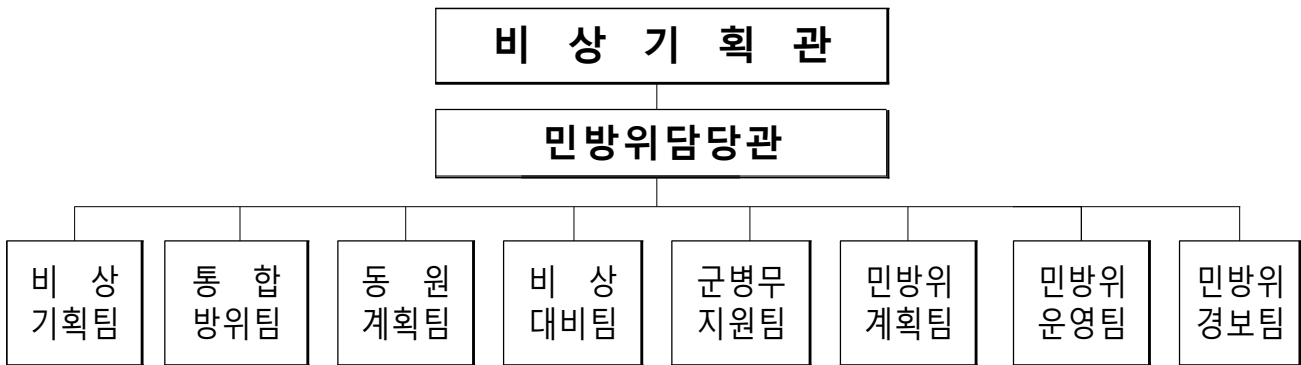 비 상 기 획 관
민방위담당관
비 상
기획팀
통 합
방위팀
동 원
계획팀
비 상
대비팀
군병무
지원팀
민방위
계획팀
민방위
운영팀
민방위
경보팀